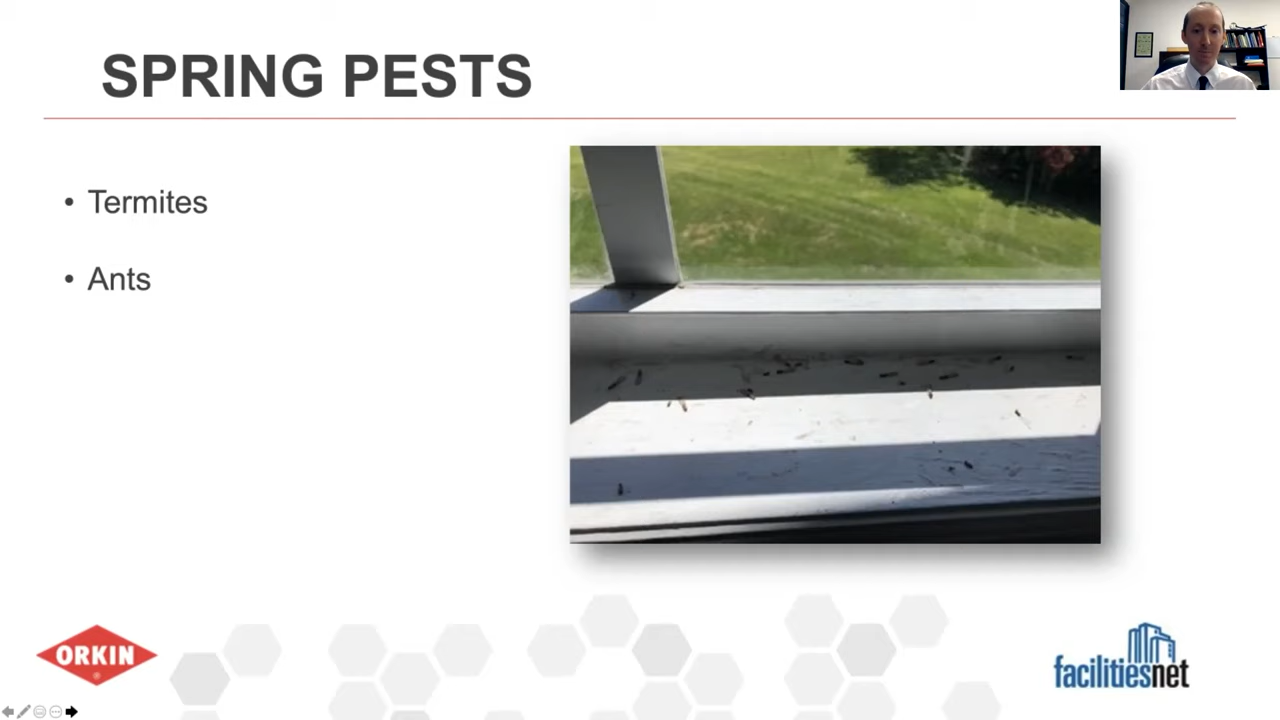 SPRING PESTS
• Termites
• Ants
ORKIN
facilitiesnet